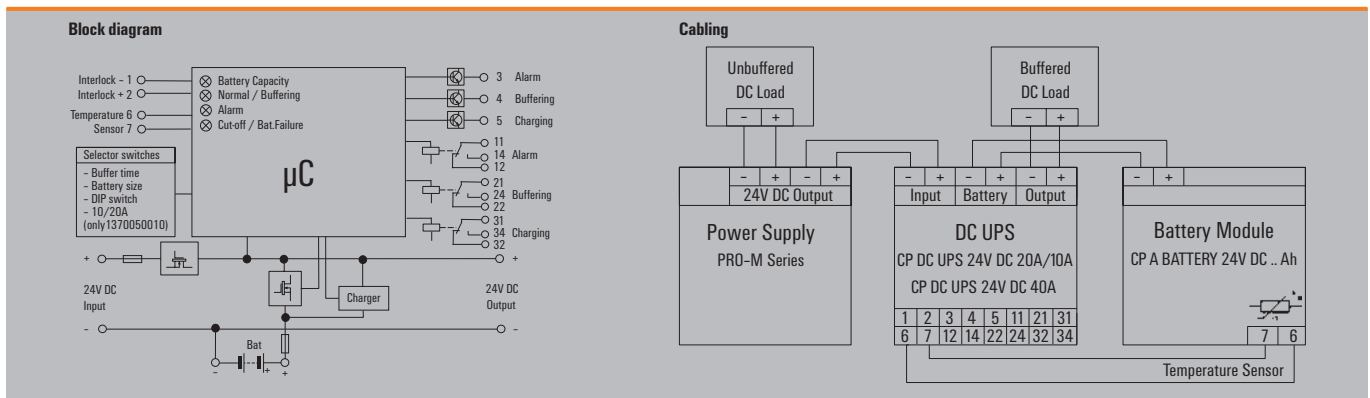 Block diagram
Interlock - 1
Interlock + 2
Temperature 6
Sensor 7
Battery Capacity
Normal / Buffering
Alarm
Cut-off / Bat.Failure
µC
Selector switches
- Buffer time
- Battery size
- DIP switch
- 10/20A
(only1370050010)
3 Alarm
4 Buffering
5 Charging
11
14 Alarm
12
21
24 Buffering
22
31
34 Charging
32
+
+
24V DC
Input
24V DC
Output
Charger
-
-
Bat
-
+
+
Cabling
Unbuffered
DC Load
- +
Buffered
DC Load
- +
- + - +
24V DC Output
Power Supply
PRO-M Series
- + - + - +
Input Battery Output
DC UPS
CP DC UPS 24V DC 20A/10A
CP DC UPS 24V DC 40A
1 2 3 4 5 11 21 31
6 7 12 14 22 24 32 34
- +
Battery Module
CP A BATTERY 24V DC .. Ah
7 6
Temperature Sensor